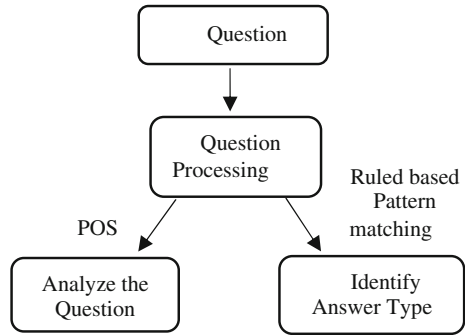 Question
Question
Processing
POS
Ruled based
Pattern
matching
Analyze the
Question
Identify
Answer Type